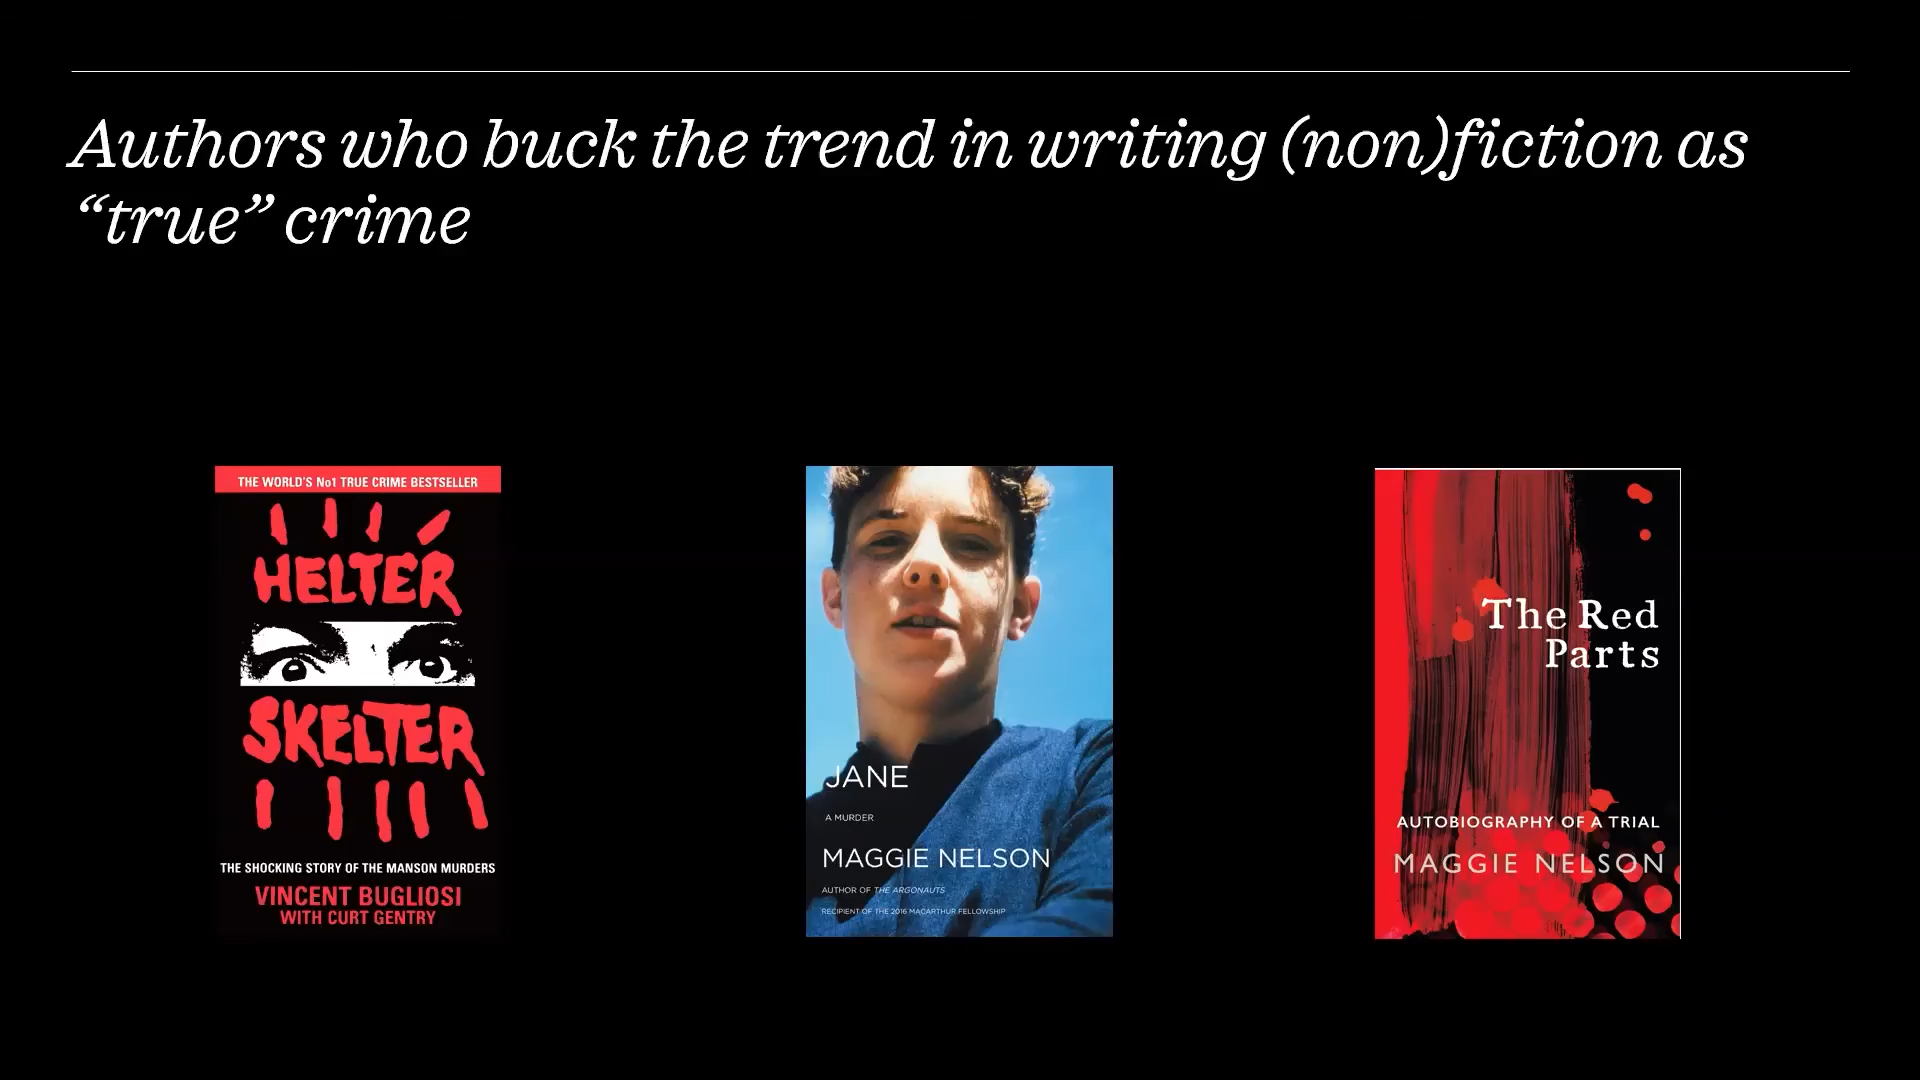 Authors who buck the trend in writing (non)fiction as
“true” crime
THE WORLD'S No1 TRUE CRIME BESTSELLER
HELTER
SKELTER
THE SHOCKING STORY OF THE MANSON MURDERS
VINCENT BUGLIOSI
WITH CURT GENTRY
JANE
A MURDER
MAGGIE NELSON
AUTHOR OF THE ARGONAUTS
RECIPIENT OF THE 2016 MACARTHUR FELLOWSHIP
The Red
Parts
AUTOBIOGRAPHY OF A TRIAL
MAGGIE NELSON